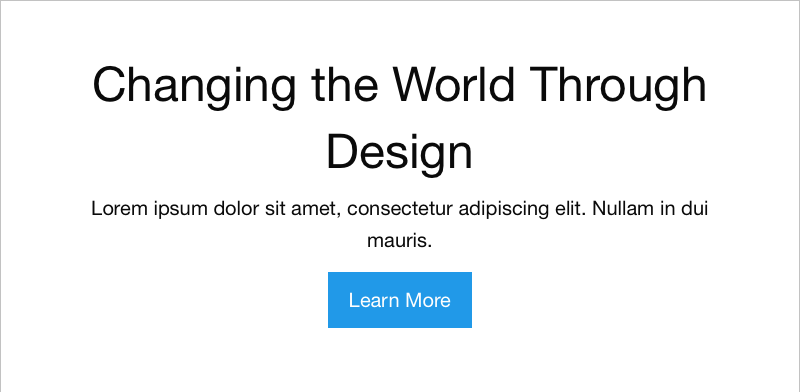 Changing the World Through
Design
Lorem ipsum dolor sit amet, consectetur adipiscing elit. Nullam in dui
mauris.
Learn More